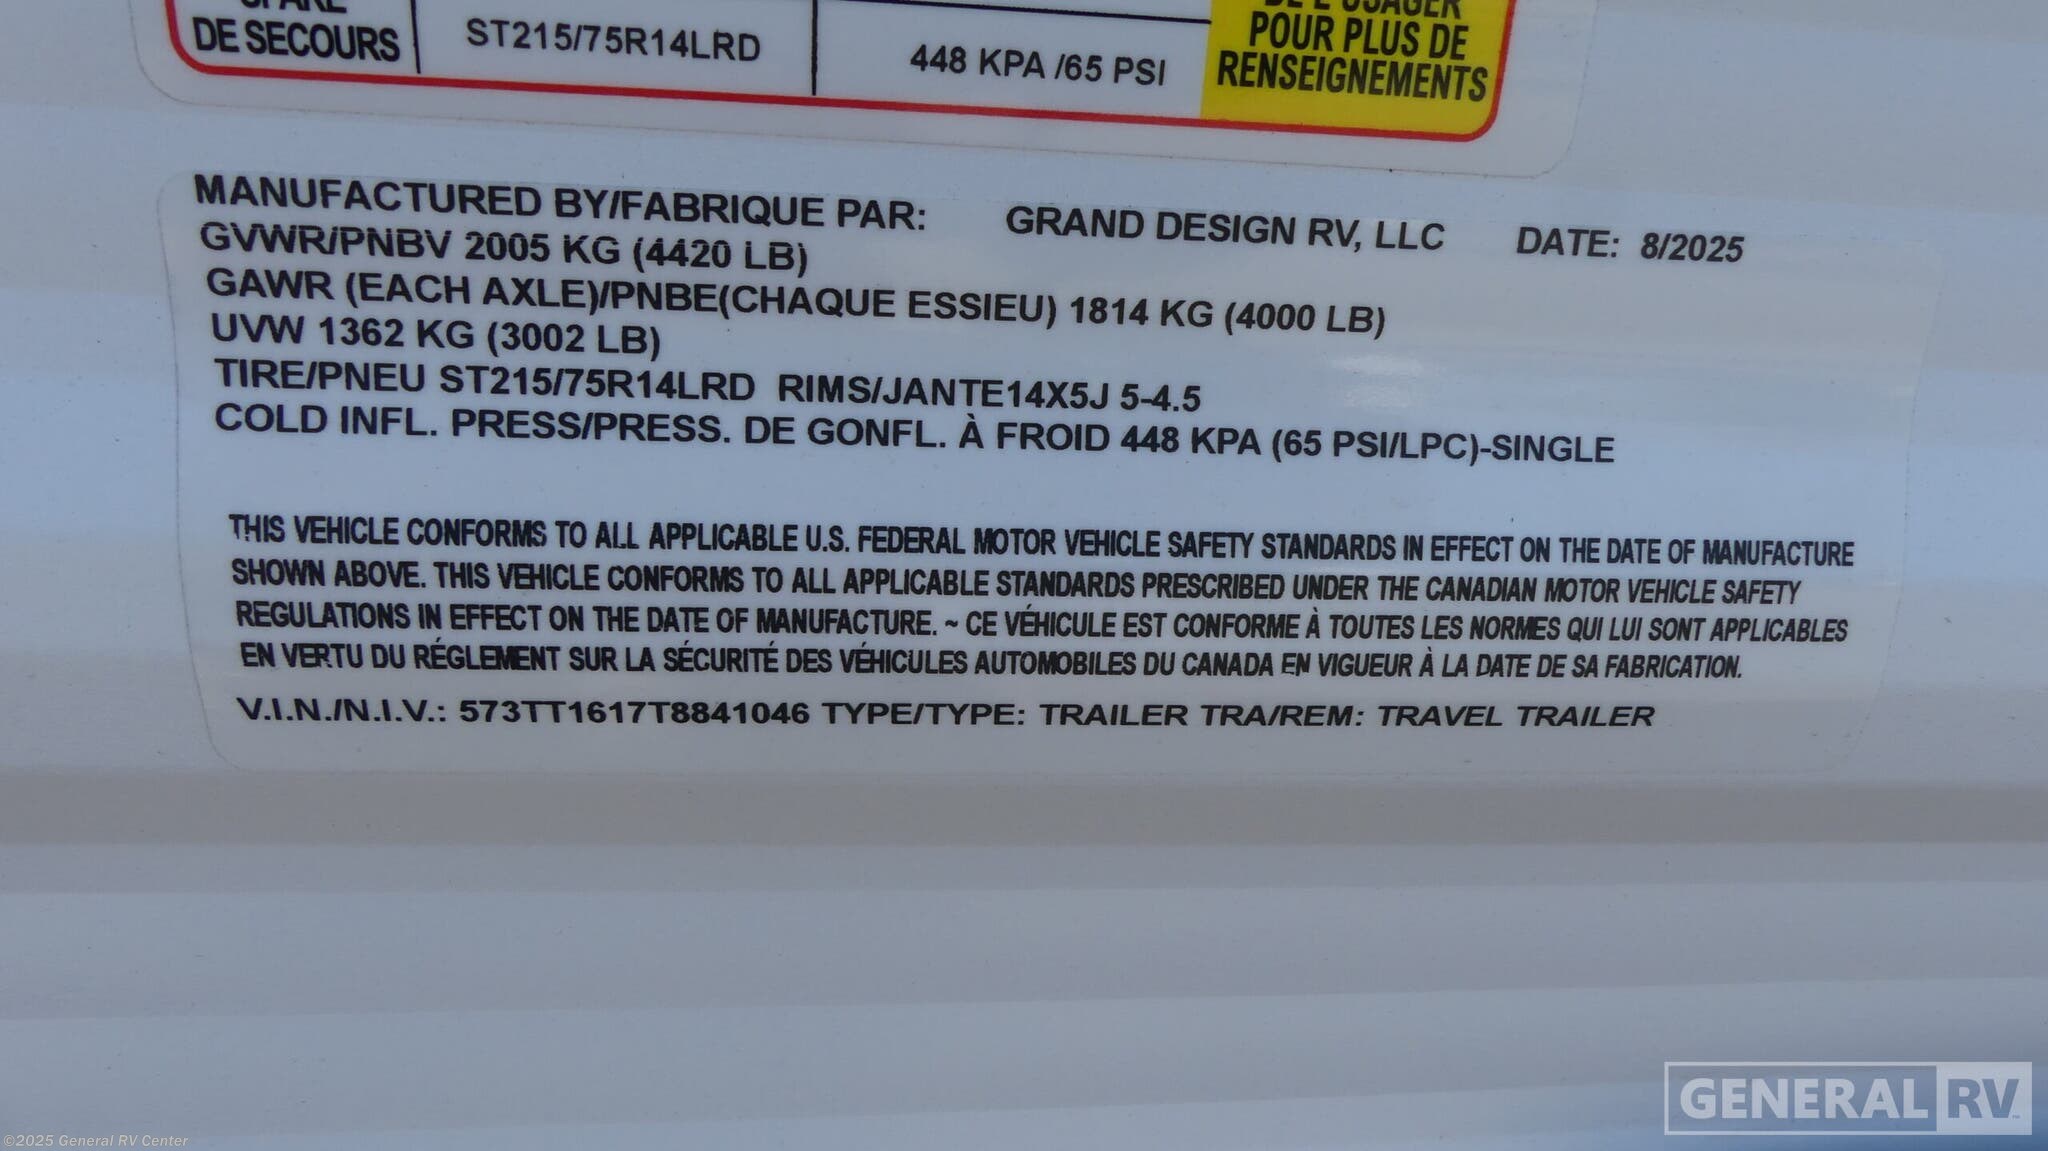 SPARE
DE SECOURS
ST215/75R14LRD
448 KPA /65 PSI
DE L'USAGER
POUR PLUS DE
RENSEIGNEMENTS
MANUFACTURED BY/FABRIQUE PAR: GRAND DESIGN RV, LLC DATE: 8/2025
GVWR/PNBV 2005 KG (4420 LB)
GAWR (EACH AXLE)/PNBE(CHAQUE ESSIEU) 1814 KG (4000 LB)
UVW 1362 KG (3002 LB)
TIRE/PNEU ST215/75R14LRD RIMS/JANTE14X5J 5-4.5
COLD INFL. PRESS/PRESS. DE GONFL. À FROID 448 KPA (65 PSI/LPC)-SINGLE
THIS VEHICLE CONFORMS TO ALL APPLICABLE U.S. FEDERAL MOTOR VEHICLE SAFETY STANDARDS IN EFFECT ON THE DATE OF MANUFACTURE
SHOWN ABOVE. THIS VEHICLE CONFORMS TO ALL APPLICABLE STANDARDS PRESCRIBED UNDER THE CANADIAN MOTOR VEHICLE SAFETY
REGULATIONS IN EFFECT ON THE DATE OF MANUFACTURE. ~ CE VÉHICULE EST CONFORME À TOUTES LES NORMES QUI LUI SONT APPLICABLES
EN VERTU DU RÉGLEMENT SUR LA SÉCURITÉ DES VÉHICULES AUTOMOBILES DU CANADA EN VIGUEUR À LA DATE DE SA FABRICATION.
V.I.N./N.I.V.: 573TT1617T8841046 TYPE/TYPE: TRAILER TRA/REM: TRAVEL TRAILER
GENERAL RV
©2025 General RV Center